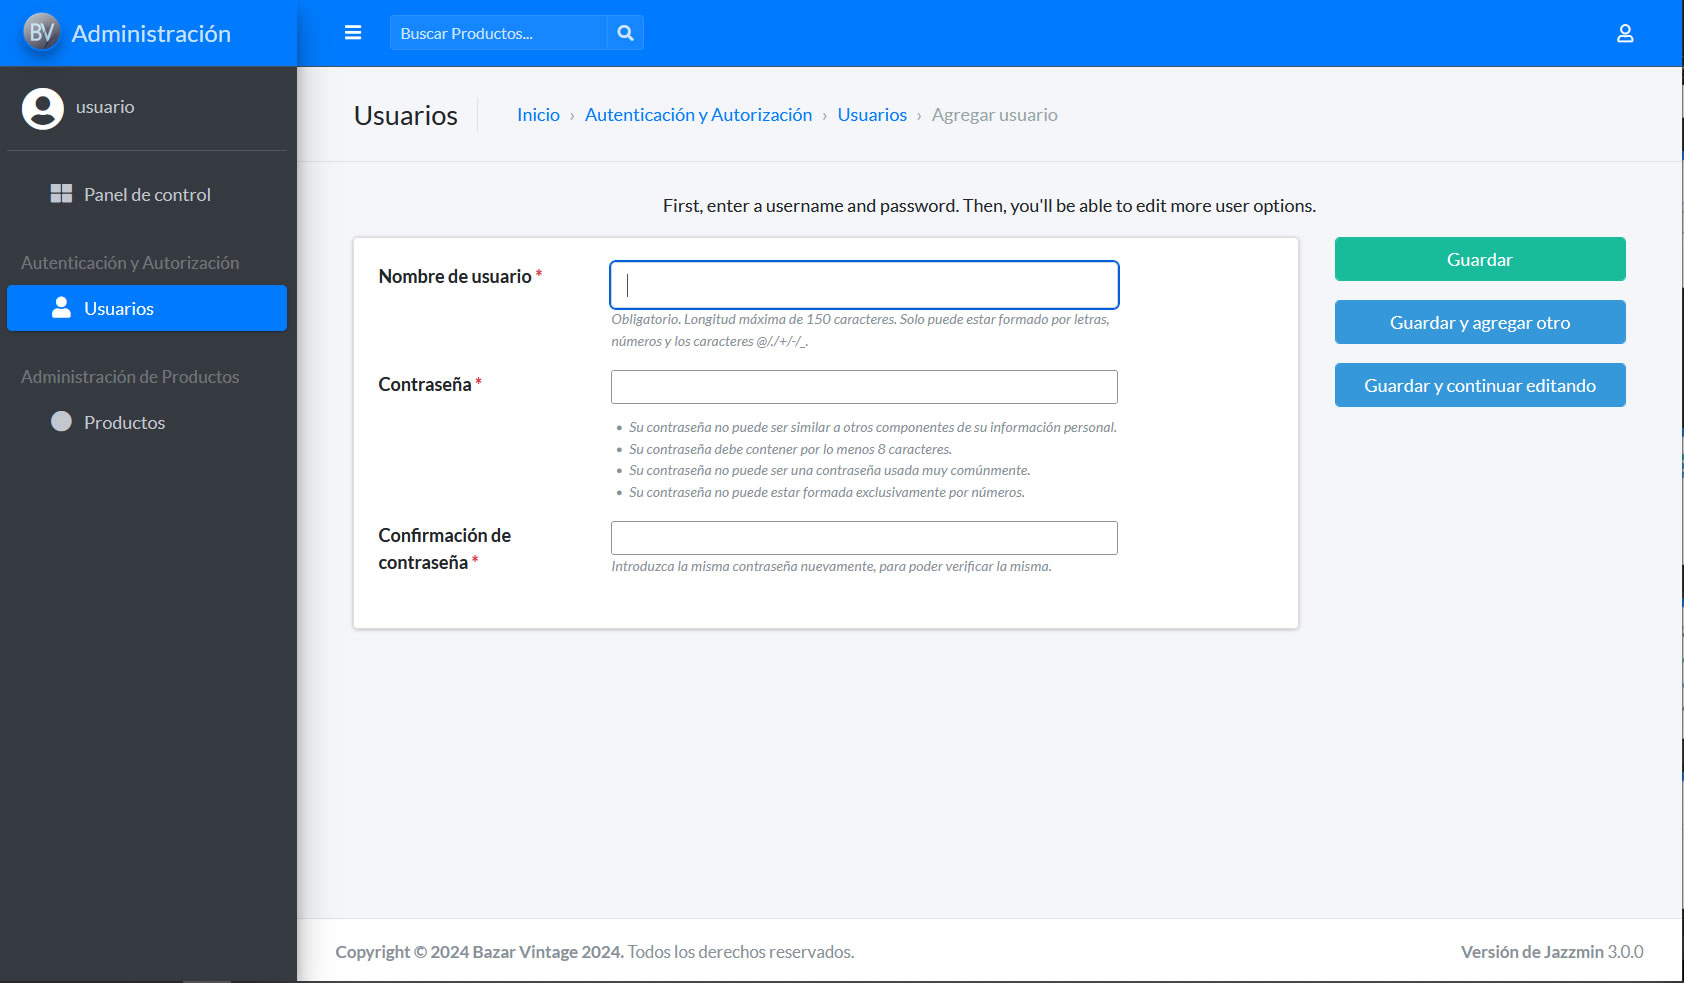 BV Administración
Buscar Productos...
usuario
Panel de control
Autenticación y Autorización
Usuarios
Administración de Productos
Productos
Usuarios
Inicio › Autenticación y Autorización › Usuarios › Agregar usuario
First, enter a username and password. Then, you'll be able to edit more user options.
Nombre de usuario *
Obligatorio. Longitud máxima de 150 caracteres. Solo puede estar formado por letras,
números y los caracteres @/./+/-/_.
Contraseña *
• Su contraseña no puede ser similar a otros componentes de su información personal.
• Su contraseña debe contener por lo menos 8 caracteres.
• Su contraseña no puede ser una contraseña usada muy comúnmente.
• Su contraseña no puede estar formada exclusivamente por números.
Confirmación de
contraseña *
Introduzca la misma contraseña nuevamente, para poder verificar la misma.
Guardar
Guardar y agregar otro
Guardar y continuar editando
Copyright © 2024 Bazar Vintage 2024. Todos los derechos reservados.
Versión de Jazzmin 3.0.0